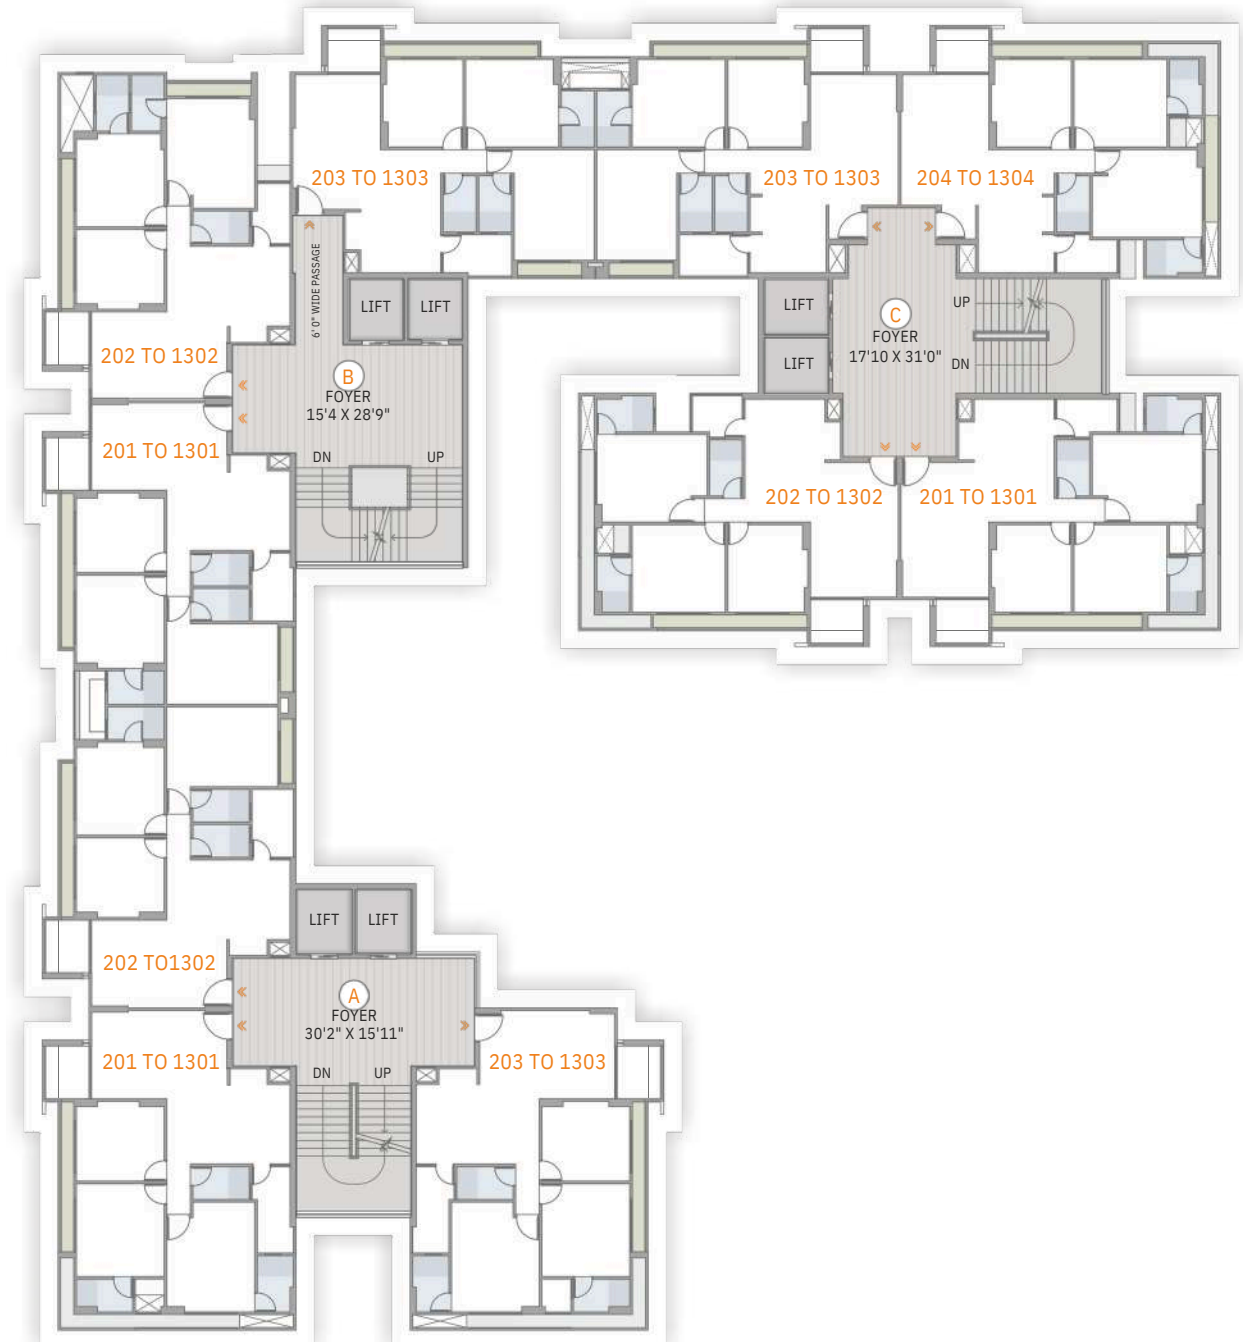 203 TO 1303
203 TO 1303
204 TO 1304
6' 0" WIDE PASSAGE
LIFT
LIFT
202 TO 1302
B
FOYER
15'4 X 28'9"
201 TO 1301
DN
UP
LIFT
LIFT
C
FOYER
17'10 X 31'0"
UP
DN
202 TO 1302
201 TO 1301
LIFT
LIFT
202 TO1302
A
FOYER
30'2" X 15'11"
201 TO 1301
203 TO 1303
DN
UP